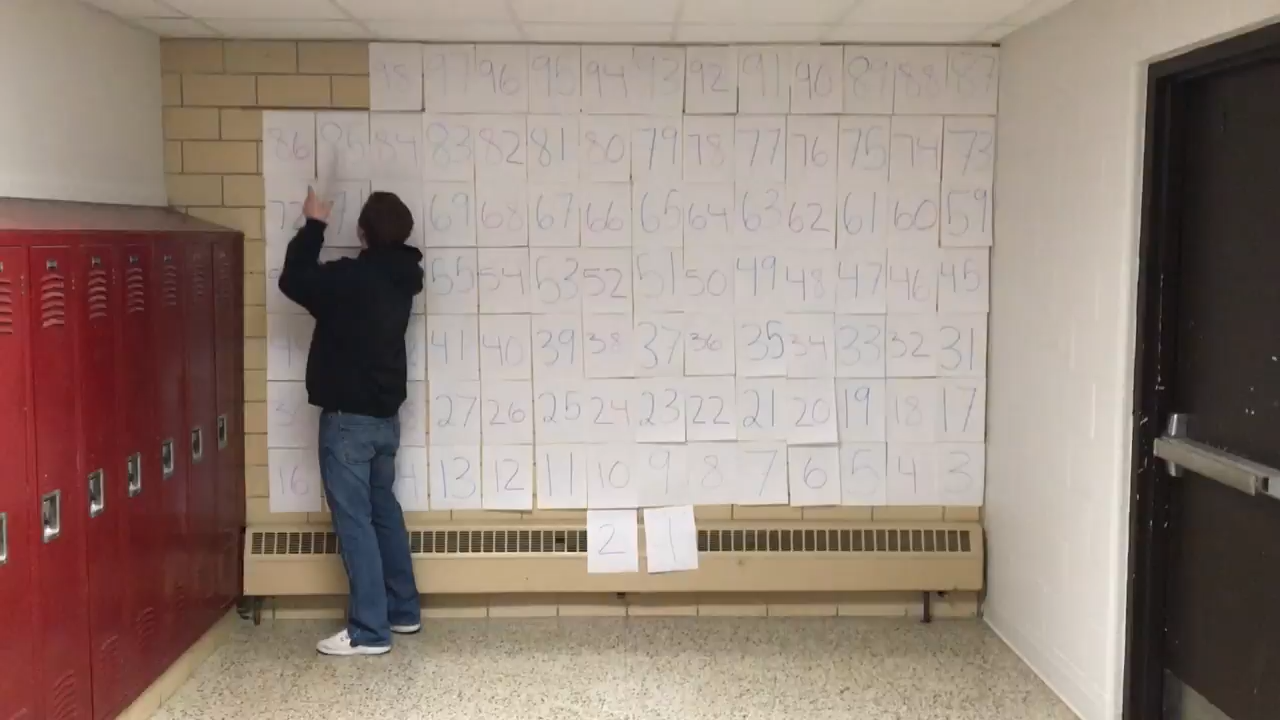 98 97 96 95 94 93 92 91 90 89 88 87
86 85 84 83 82 81 80 79 78 77 76 75 74 73
72 71 69 68 67 66 65 64 63 62 61 60 59
55 54 53 52 51 50 49 48 47 46 45
41 40 39 38 37 36 35 34 33 32 31
27 26 25 24 23 22 21 20 19 18 17
16 13 12 11 10 9 8 7 6 5 4 3
2 1